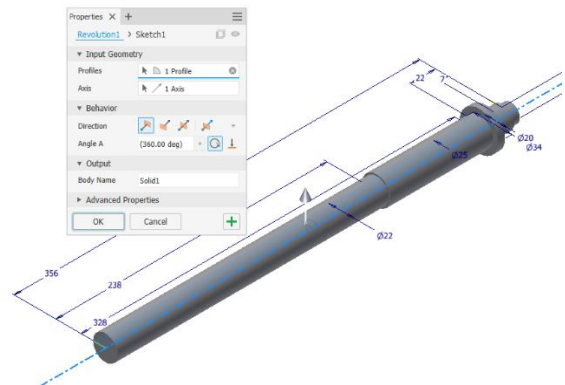 Properties × +
Revolution1 > Sketch1
▼ Input Geometry
Profiles 1 Profile
Axis 1 Axis
▼ Behavior
Direction
Angle A (360.00 deg)
▼ Output
Body Name Solid1
▶ Advanced Properties
OK Cancel +
22
7
Ø20
Ø34
Ø25
Ø22
356
238
328